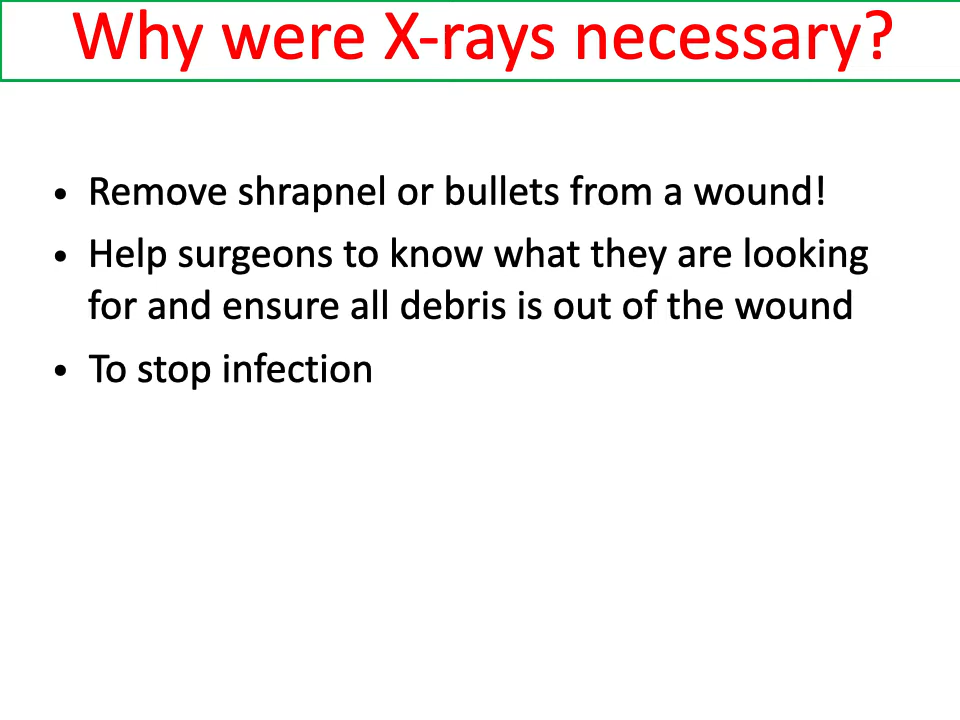 Why were X-rays necessary?
• Remove shrapnel or bullets from a wound!
• Help surgeons to know what they are looking
for and ensure all debris is out of the wound
• To stop infection